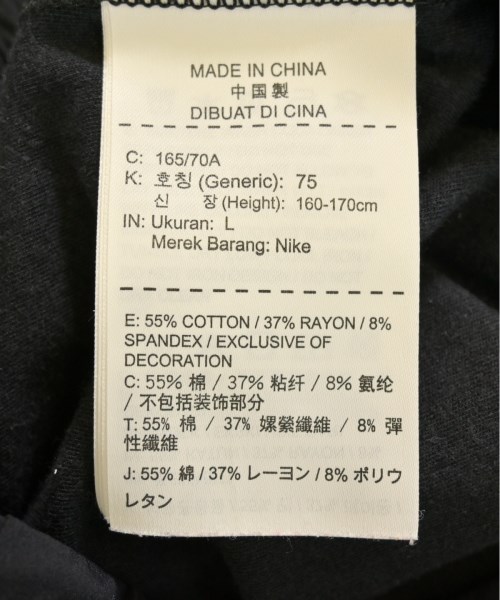 MADE IN CHINA
中国製
DIBUAT DI CINA
C: 165/70A
K: 호칭 (Generic): 75
신 장 (Height): 160-170cm
IN: Ukuran: L
Merek Barang: Nike
E: 55% COTTON / 37% RAYON / 8%
SPANDEX / EXCLUSIVE OF
DECORATION
C: 55% 棉 / 37% 粘纤 / 8% 氨纶
/ 不包括装饰部分
T: 55% 棉 / 37% 嫘縈纖維 / 8% 彈
性纖維
J: 55% 綿 / 37% レーヨン / 8% ポリウ
レタン